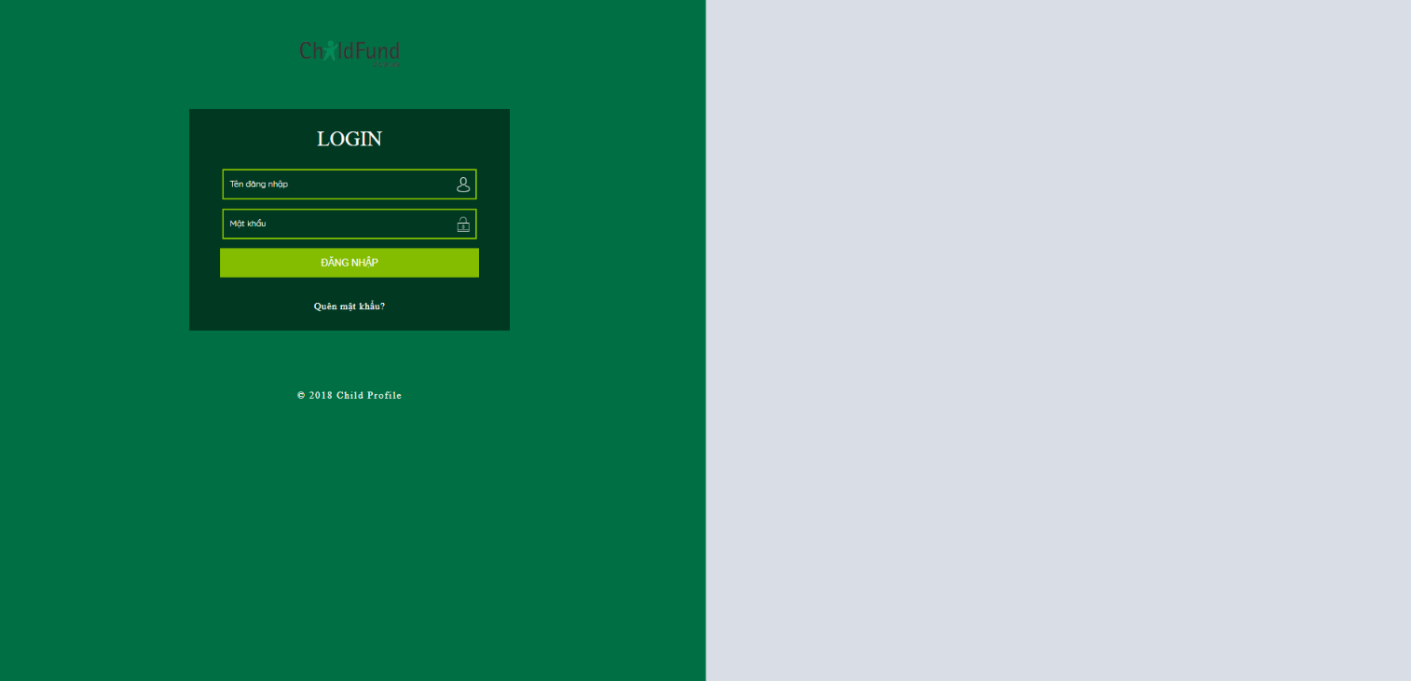 ChildFund
LOGIN
Tên đăng nhập
Mật khẩu
ĐĂNG NHẬP
Quên mật khẩu?
© 2018 Child Profile